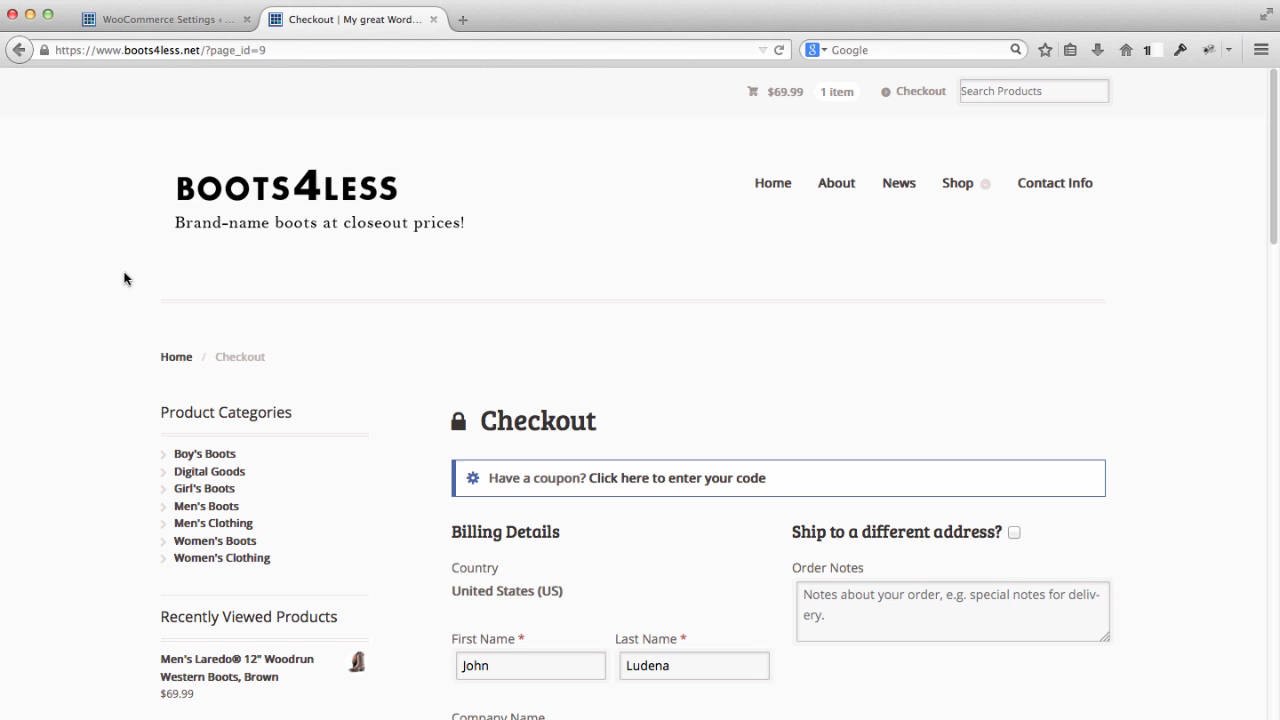 WooCommerce Settings ‹ ...
Checkout | My great Word...
https://www.boots4less.net/?page_id=9
Google
$69.99
1 item
Checkout
Search Products
BOOTS4LESS
Brand-name boots at closeout prices!
Home
About
News
Shop
Contact Info
Home / Checkout
Product Categories
Boy's Boots
Digital Goods
Girl's Boots
Men's Boots
Men's Clothing
Women's Boots
Women's Clothing
Recently Viewed Products
Men's Laredo® 12" Woodrun
Western Boots, Brown
$69.99
Checkout
Have a coupon? Click here to enter your code
Billing Details
Country
United States (US)
First Name *
Last Name *
John
Ludena
Company Name
Ship to a different address?
Order Notes
Notes about your order, e.g. special notes for deliv-
ery.